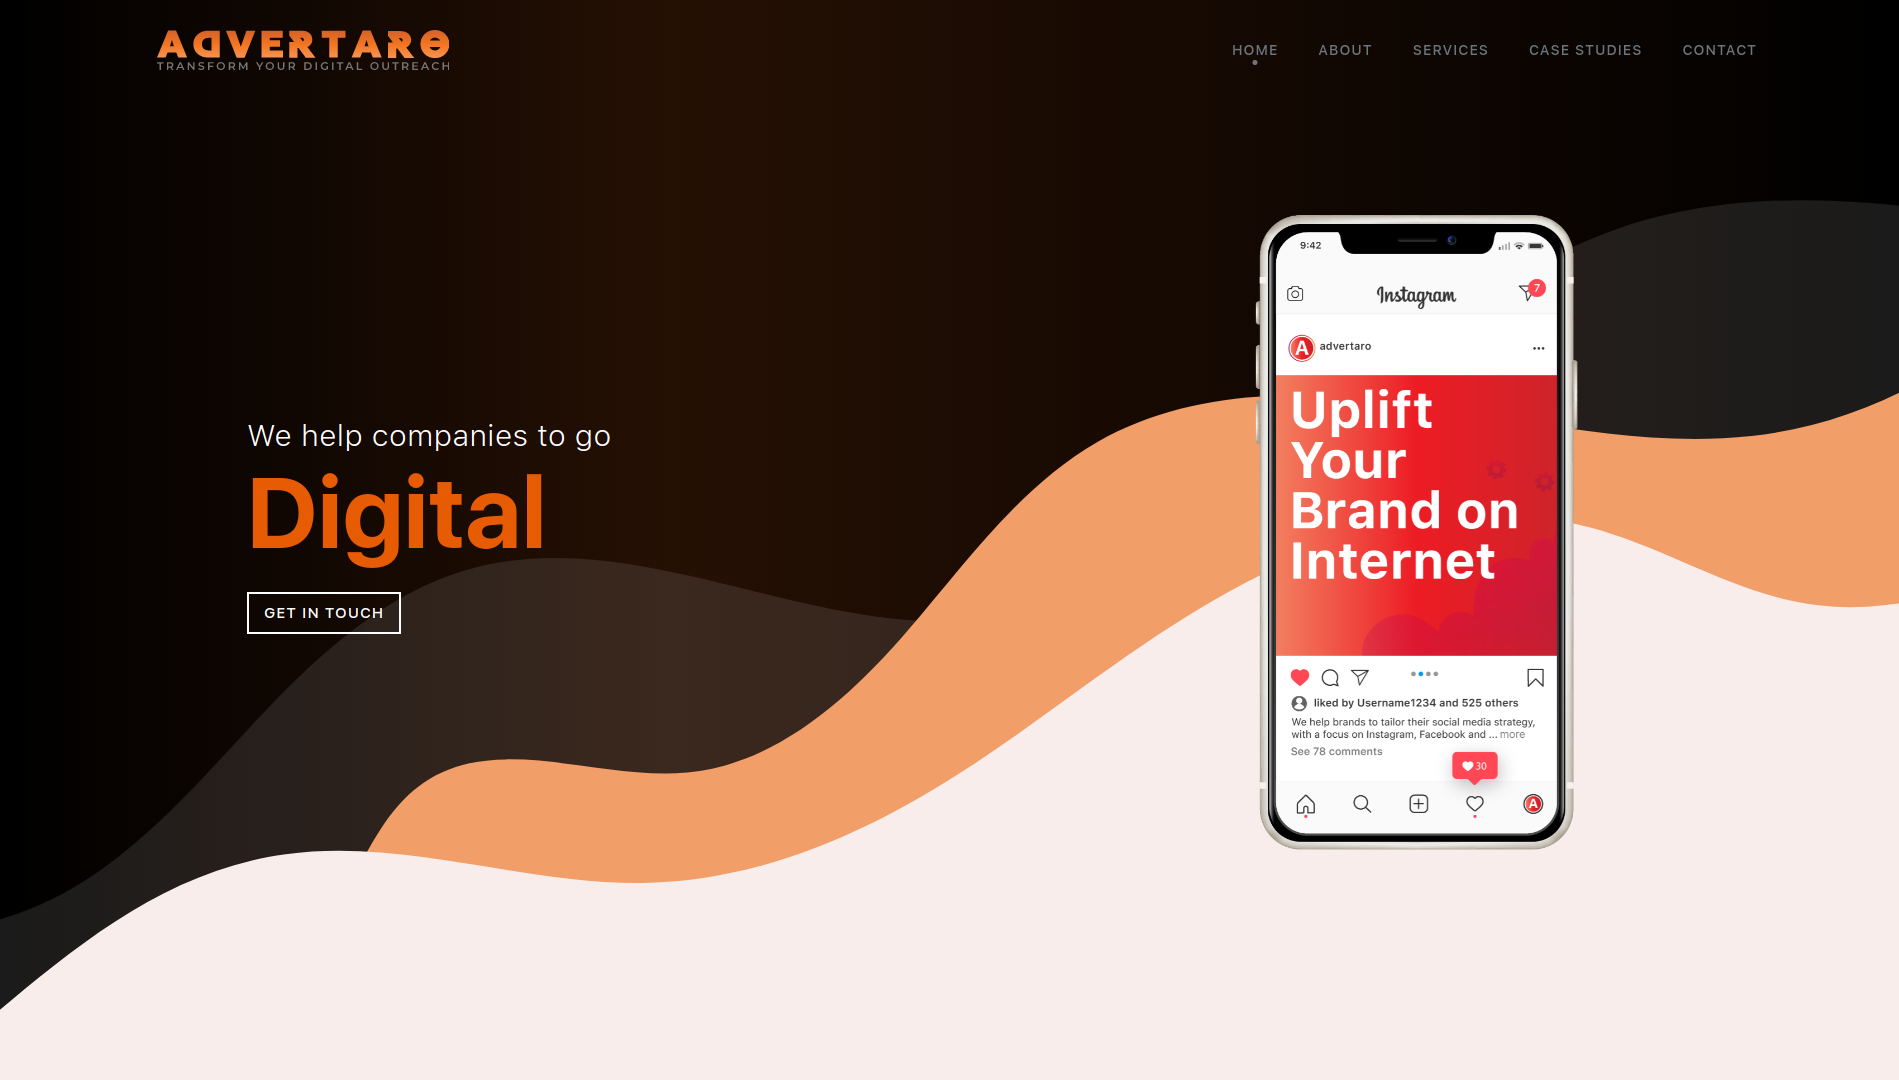 ADVERTARO
TRANSFORM YOUR DIGITAL OUTREACH
HOME ABOUT SERVICES CASE STUDIES CONTACT
We help companies to go
Digital
GET IN TOUCH
9:42
Instagram
7
A advertaro
Uplift
Your
Brand on
Internet
liked by Username1234 and 525 others
We help brands to tailor their social media strategy,
with a focus on Instagram, Facebook and ... more
See 78 comments
30
A